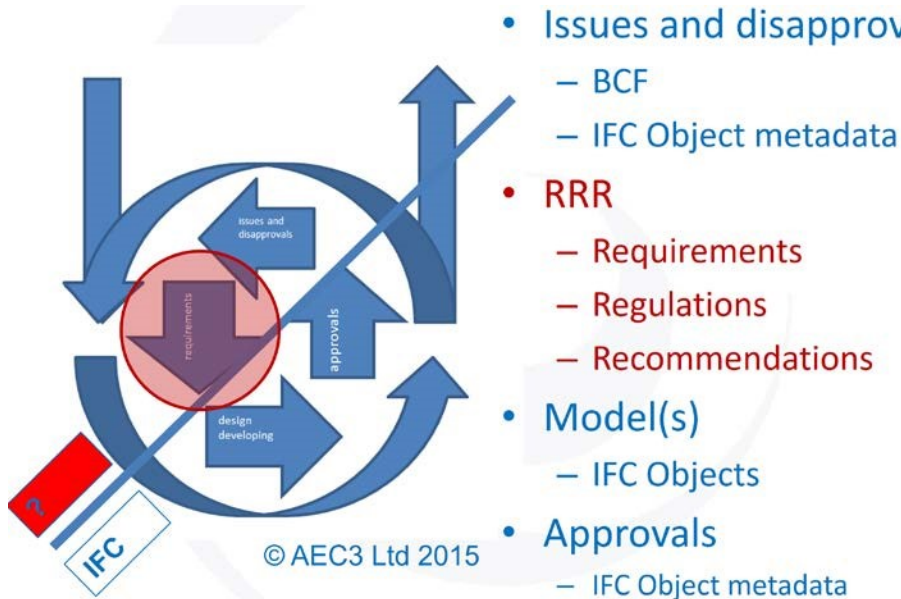 Issues and disapprov
BCF
IFC Object metadata
RRR
Requirements
Regulations
Recommendations
Model(s)
IFC Objects
Approvals
IFC Object metadata
issues and
disapprovals
requirements
approvals
design
developing
?
IFC
© AEC3 Ltd 2015